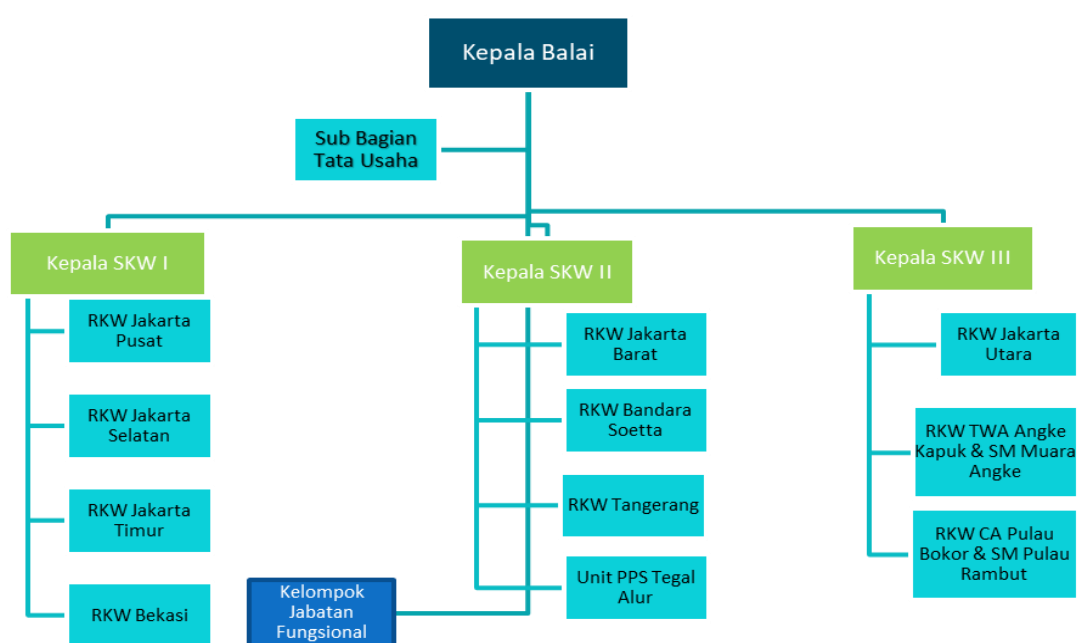 Kepala Balai
Sub Bagian
Tata Usaha
Kepala SKW I
RKW Jakarta
Pusat
RKW Jakarta
Selatan
RKW Jakarta
Timur
RKW Bekasi
Kelompok
Jabatan
Fungsional
Kepala SKW II
RKW Jakarta
Barat
RKW Bandara
Soetta
RKW Tangerang
Unit PPS Tegal
Alur
Kepala SKW III
RKW Jakarta
Utara
RKW TWA Angke
Kapuk & SM Muara
Angke
RKW CA Pulau
Bokor & SM Pulau
Rambut